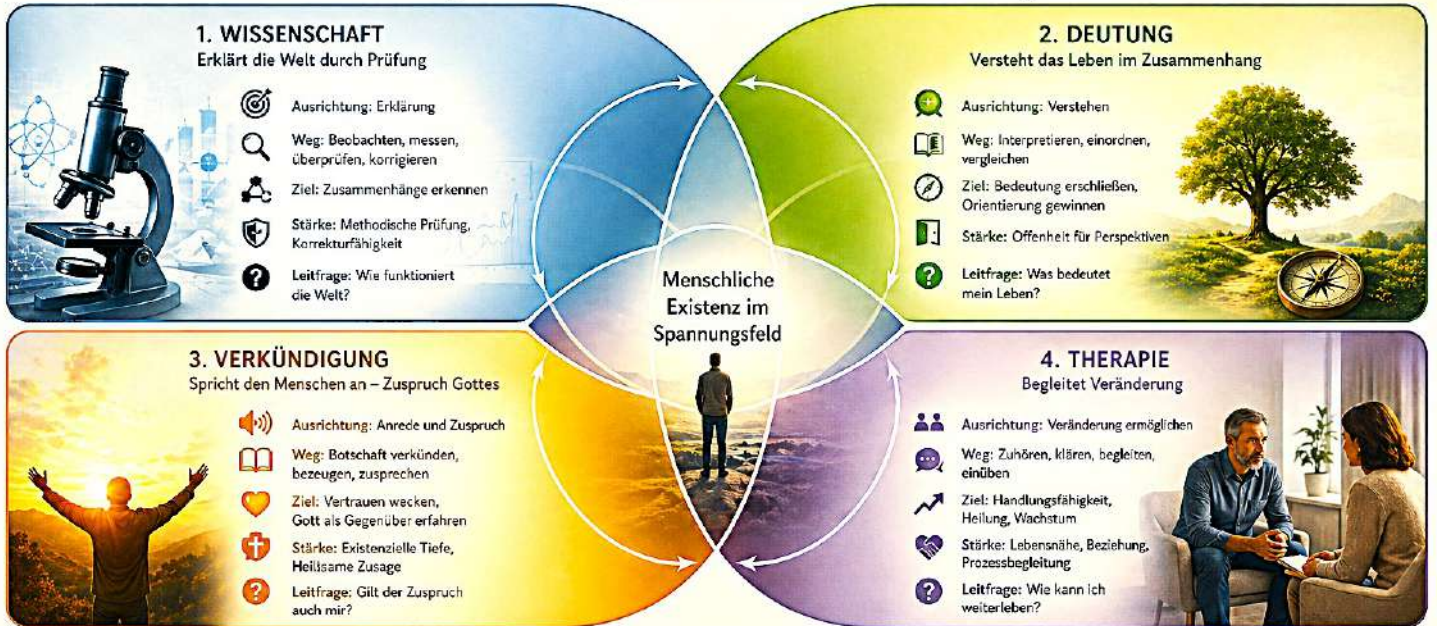 1. WISSENSCHAFT
Erklärt die Welt durch Prüfung
Ausrichtung: Erklärung
Weg: Beobachten, messen,
überprüfen, korrigieren
Ziel: Zusammenhänge erkennen
Stärke: Methodische Prüfung,
Korrekturfähigkeit
Leitfrage: Wie funktioniert
die Welt?
2. DEUTUNG
Versteht das Leben im Zusammenhang
Ausrichtung: Verstehen
Weg: Interpretieren, einordnen,
vergleichen
Ziel: Bedeutung erschließen,
Orientierung gewinnen
Stärke: Offenheit für Perspektiven
Leitfrage: Was bedeutet
mein Leben?
Menschliche
Existenz im
Spannungsfeld
3. VERKÜNDIGUNG
Spricht den Menschen an – Zuspruch Gottes
Ausrichtung: Anrede und Zuspruch
Weg: Botschaft verkünden,
bezeugen, zusprechen
Ziel: Vertrauen wecken,
Gott als Gegenüber erfahren
Stärke: Existenzielle Tiefe,
Heilsame Zusage
Leitfrage: Gilt der Zuspruch
auch mir?
4. THERAPIE
Begleitet Veränderung
Ausrichtung: Veränderung ermöglichen
Weg: Zuhören, klären, begleiten,
einüben
Ziel: Handlungsfähigkeit,
Heilung, Wachstum
Stärke: Lebensnähe, Beziehung,
Prozessbegleitung
Leitfrage: Wie kann ich
weiterleben?